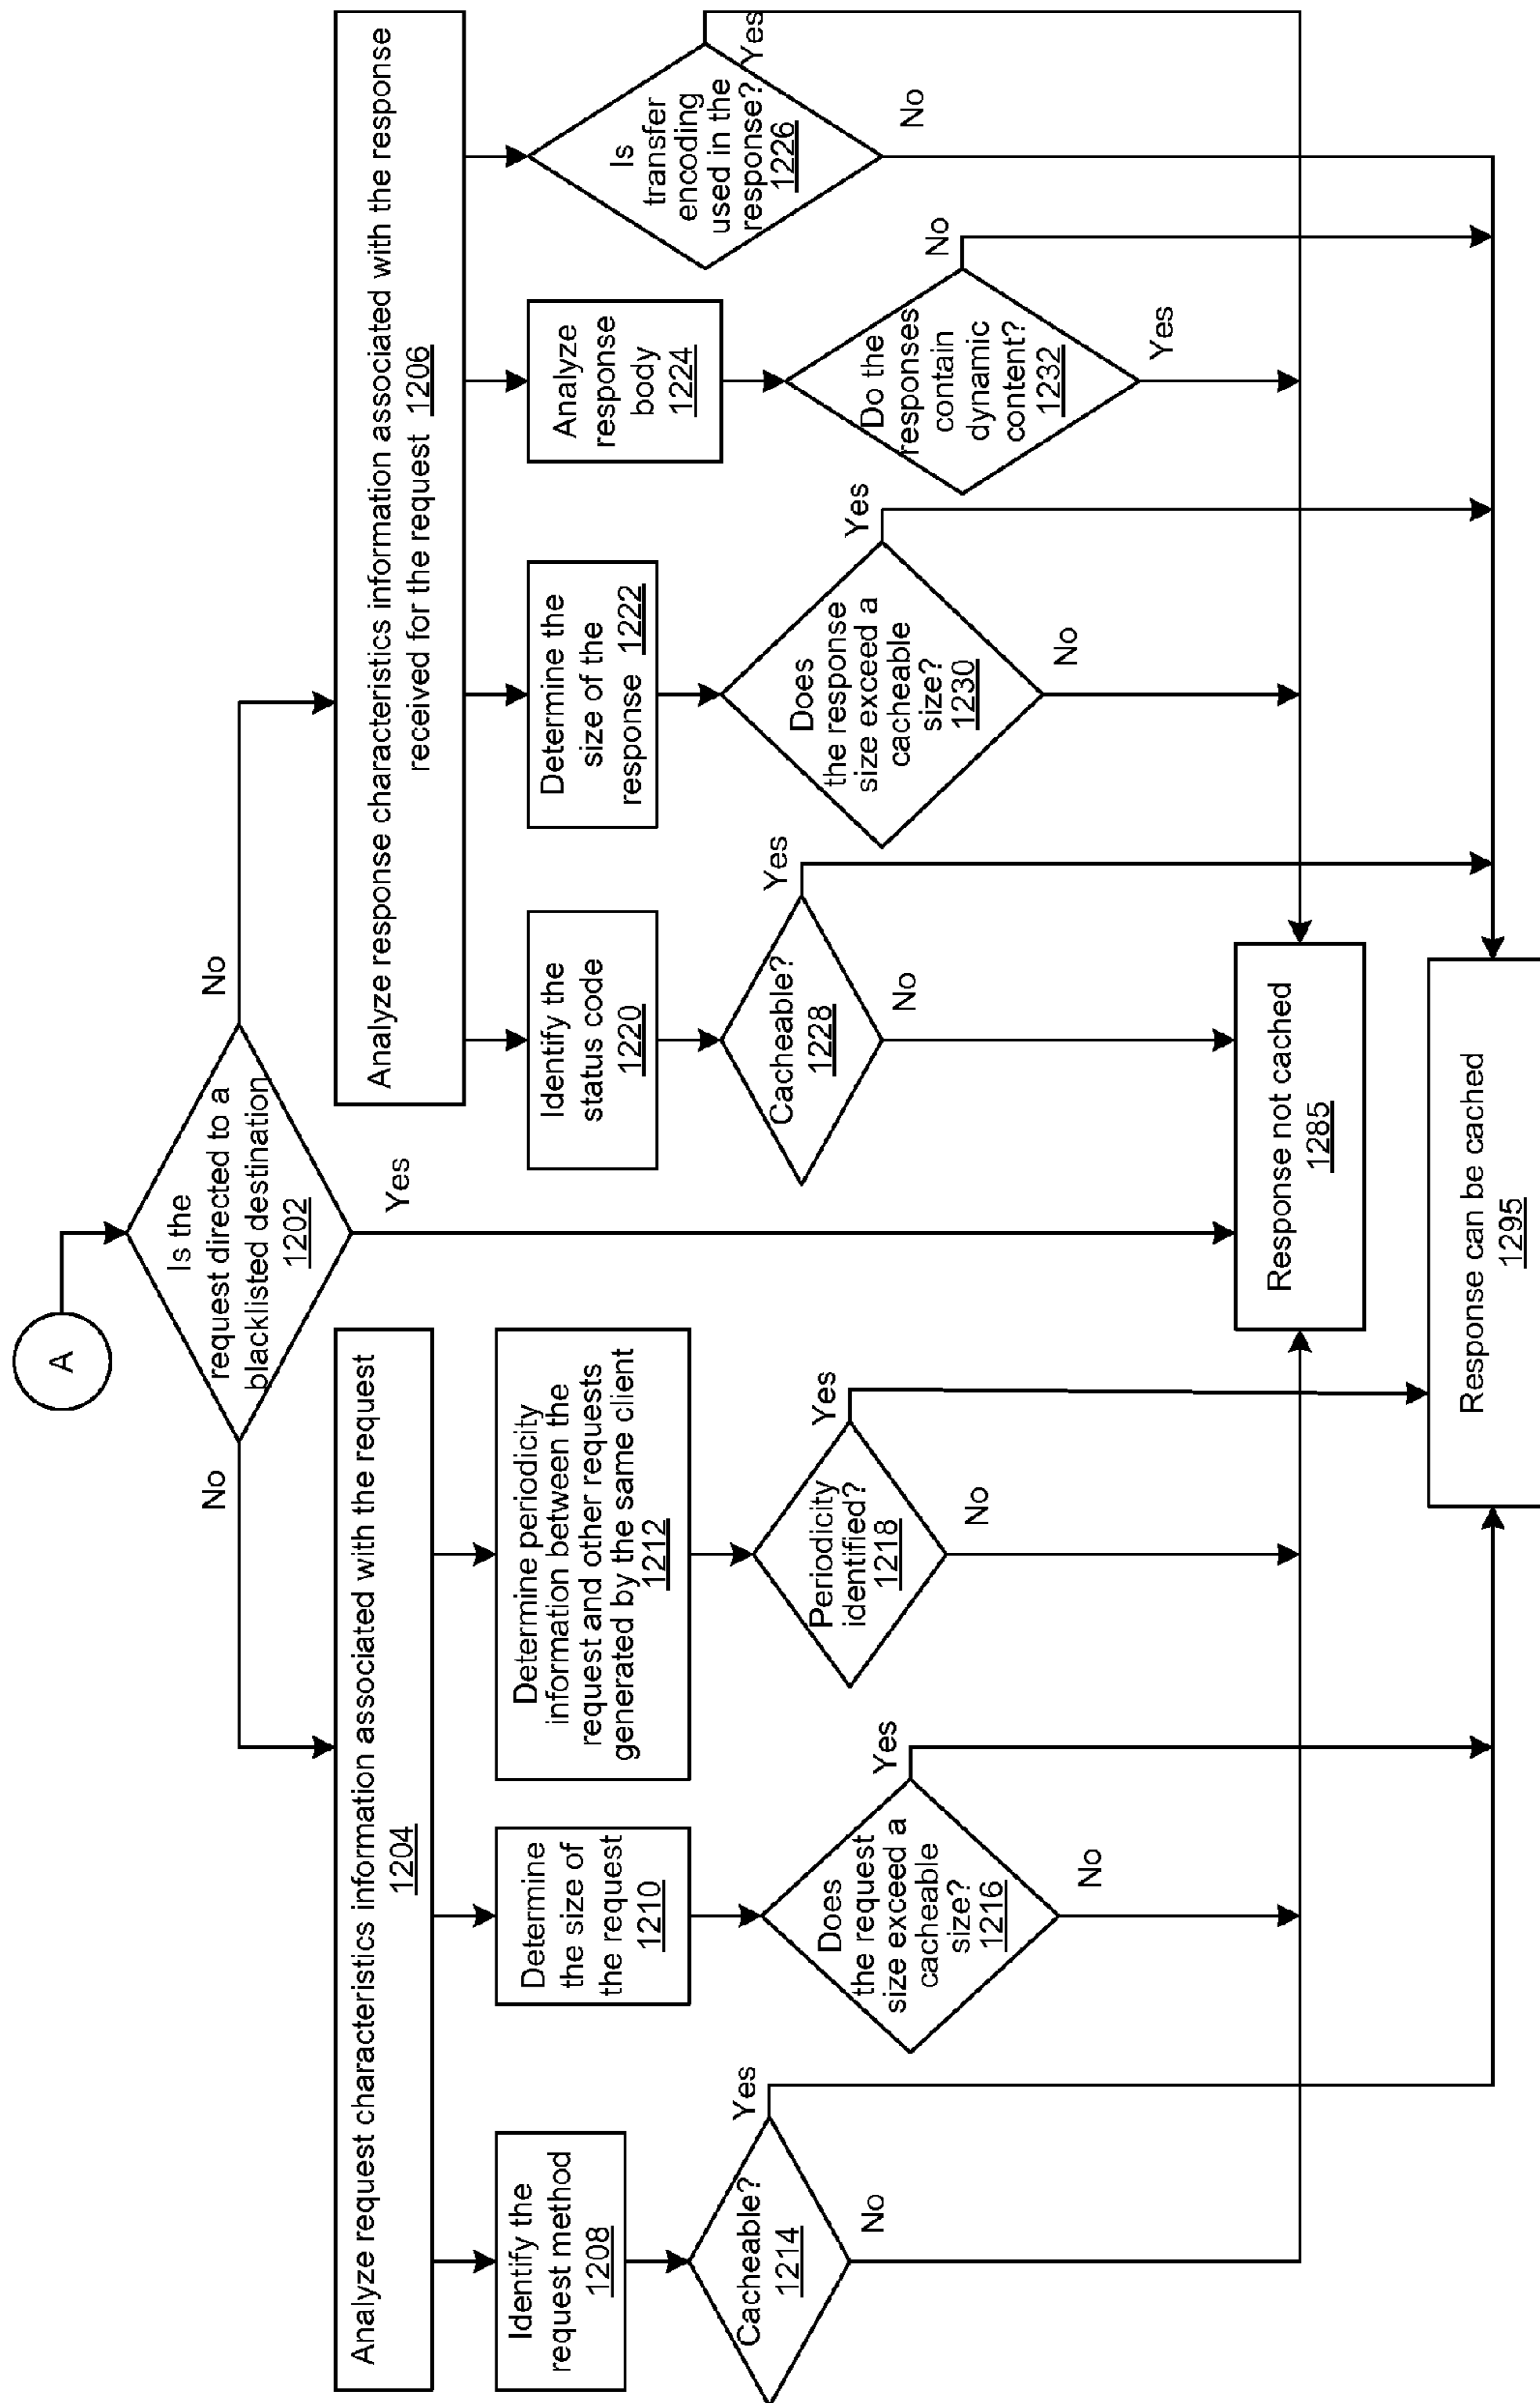 A
Is the
request directed to a
blacklisted destination
1202
No
Yes
No
Analyze request characteristics information associated with the request
1204
Identify the
request method
1208
Determine
the size of
the request
1210
Determine periodicity
information between the
request and other requests
generated by the same client
1212
Cacheable?
1214
Yes
No
Does
the request
size exceed a
cacheable
size?
1216
Yes
No
Periodicity
identified?
1218
Yes
No
Analyze response characteristics information associated with the response
received for the request 1206
Identify the
status code
1220
Determine the
size of the
response 1222
Analyze
response
body
1224
Is
transfer
encoding
used in the
response?
1226
Yes
No
Cacheable?
1228
Yes
No
Does
the response
size exceed a
cacheable
size?
1230
Yes
No
Do the
responses
contain
dynamic
content?
1232
No
Yes
Response not cached
1285
Response can be cached
1295